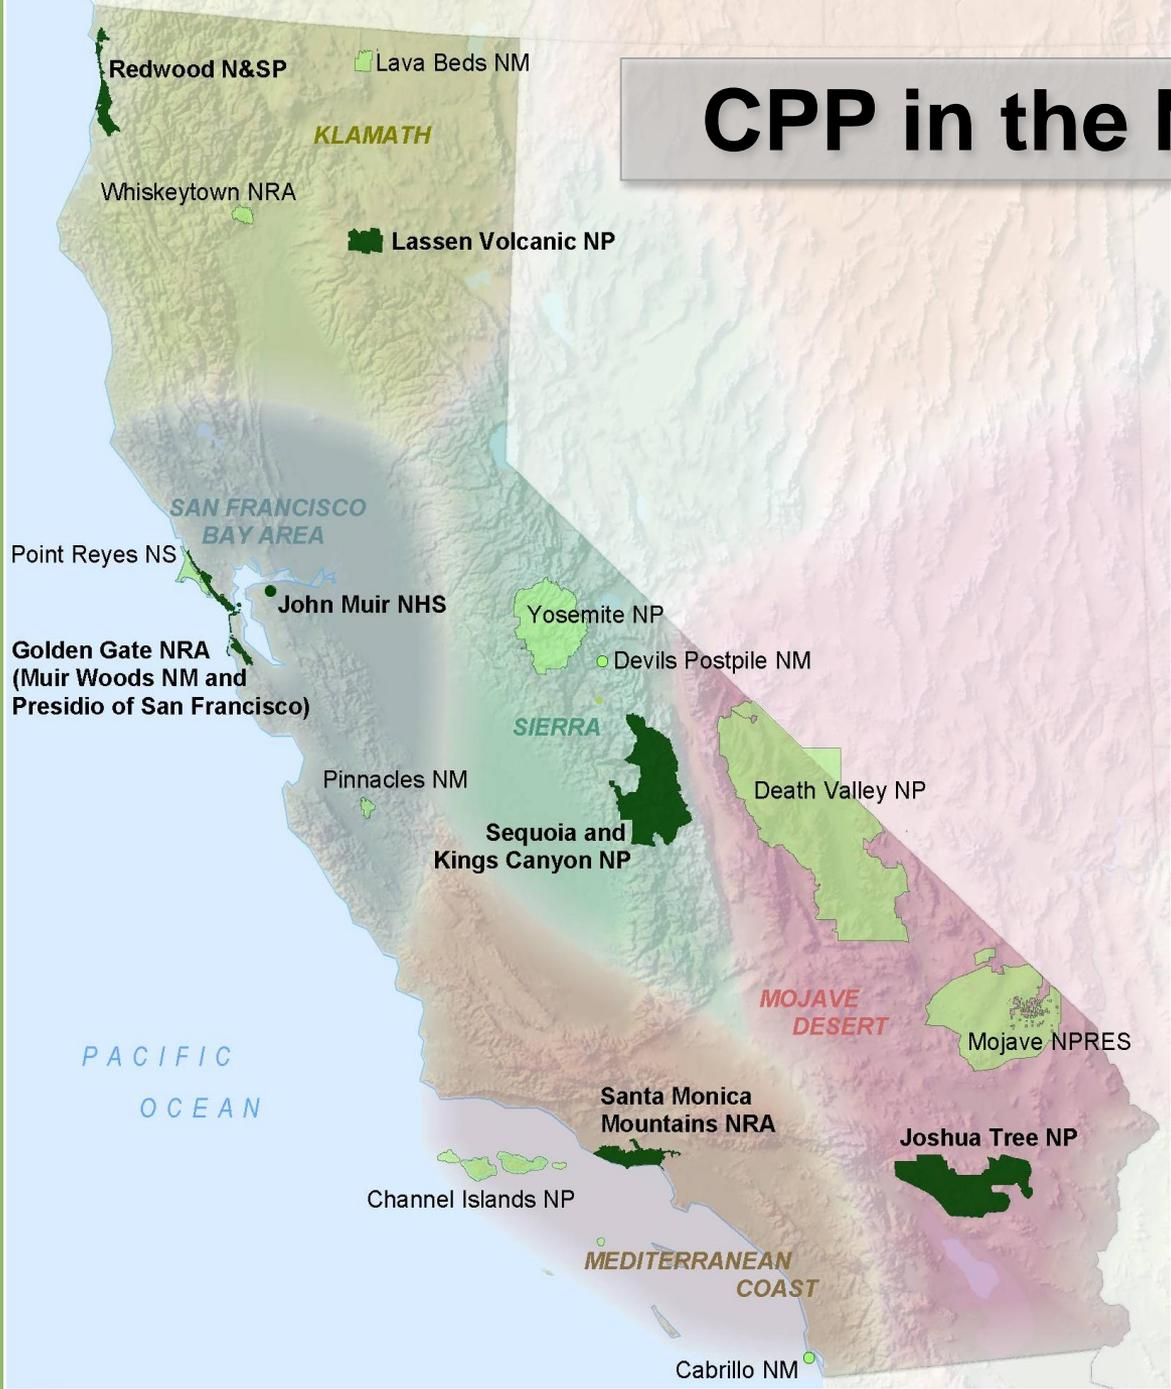 CPP in the
Redwood N&SP
Lava Beds NM
KLAMATH
Whiskeytown NRA
Lassen Volcanic NP
SAN FRANCISCO
BAY AREA
Point Reyes NS
John Muir NHS
Golden Gate NRA
(Muir Woods NM and
Presidio of San Francisco)
Yosemite NP
Devils Postpile NM
SIERRA
Pinnacles NM
Death Valley NP
Sequoia and
Kings Canyon NP
MOJAVE
DESERT
Mojave NPRES
PACIFIC
OCEAN
Santa Monica
Mountains NRA
Joshua Tree NP
Channel Islands NP
MEDITERRANEAN
COAST
Cabrillo NM